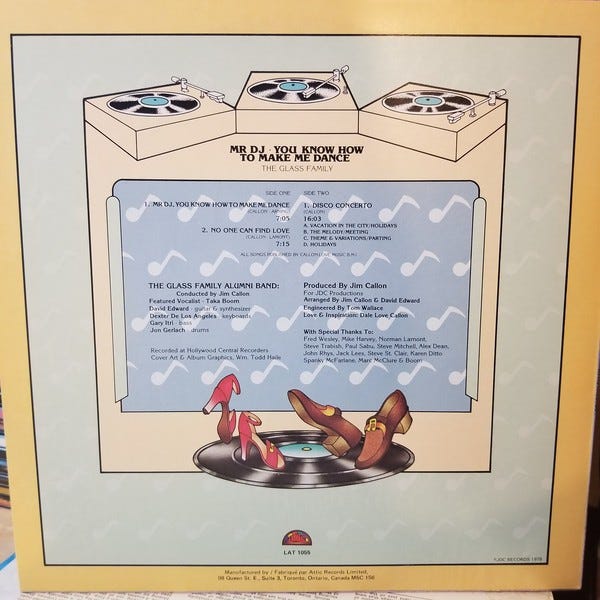 MR DJ · YOU KNOW HOW
TO MAKE ME DANCE
THE GLASS FAMILY
SIDE ONE
1. MR DJ, YOU KNOW HOW TO MAKE ME DANCE
7:05
2. NO ONE CAN FIND LOVE
(CALLON - LAMONT)
7:15
SIDE TWO
1. DISCO CONCERTO
(CALLON)
16:03
A. VACATION IN THE CITY/HOLIDAYS
B. THE MELODY/MEETING
C. THEME & VARIATIONS/PARTING
D. HOLIDAYS
ALL SONGS PUBLISHED BY CALLON LOVE MUSIC B.M.I.
THE GLASS FAMILY ALUMNI BAND:
Conducted by Jim Callon
Featured Vocalist - Taka Boom
David Edward - guitar & synthesizer
Dexter De Los Angeles - keyboards
Gary Itri - bass
Jon Gerlach - drums
Recorded at Hollywood Central Recorders
Cover Art & Album Graphics, Wm. Todd Haile
Produced By Jim Callon
For JDC Productions
Arranged By Jim Callon & David Edward
Engineered By Tom Wallace
Love & Inspiration: Dale Love Callon
With Special Thanks To:
Fred Wesley, Mike Harvey, Norman Lamont,
Steve Trabish, Paul Sabu, Steve Mitchell, Alex Dean,
John Rhys, Jack Lees, Steve St. Clair, Karen Ditto
Spanky McFarlane, Marc McClure & Boom
LAT 1055
JDC RECORDS 1978
Manufactured by / Fabriqué par Attic Records Limited,
98 Queen St. E., Suite 3, Toronto, Ontario, Canada M5C 1S6